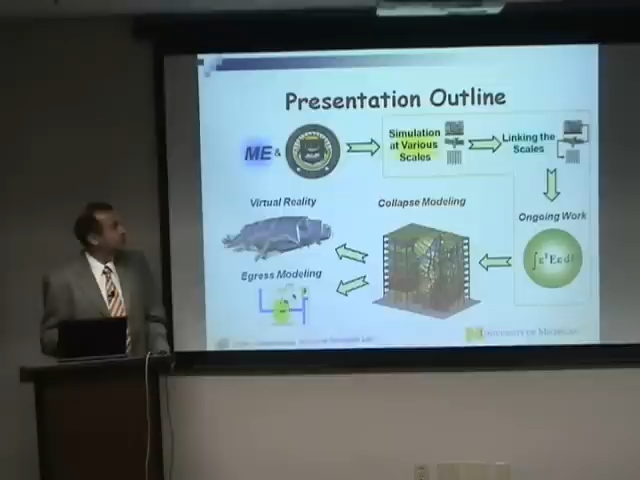 Presentation Outline
ME &
Simulation
at Various
Scales
Linking the
Scales
Virtual Reality
Collapse Modeling
Ongoing Work
Egress Modeling
UNIVERSITY OF MICHIGAN